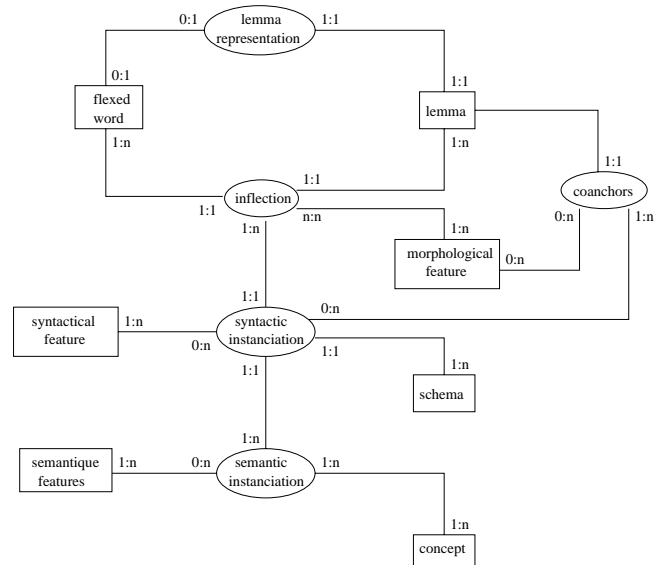 0:1
lemma
representation
1:1
0:1
flexed
word
1:n
1:1
lemma
1:n
1:1
coanchors
0:n
1:n
1:1
inflection
1:1
n:n
1:n
1:n
morphological
feature
0:n
1:1
0:n
syntactical
feature
1:n
0:n
syntactic
instanciation
1:1
1:1
1:n
schema
1:n
semantique
features
1:n
0:n
semantic
instanciation
1:n
1:n
concept